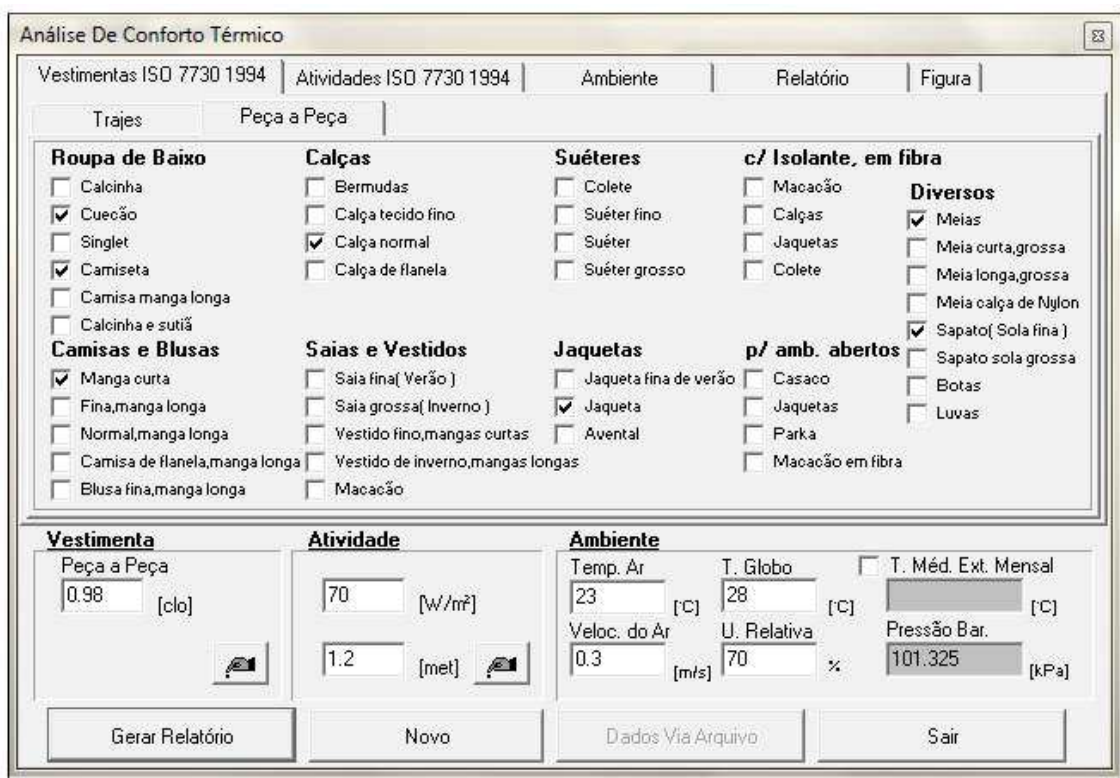 Análise De Conforto Térmico
Vestimentas ISO 7730 1994
Atividades ISO 7730 1994
Ambiente
Relatório
Figura
Trajes
Peça a Peça
Roupa de Baixo
Calcinha
Cuecão
Singlet
Camiseta
Camisa manga longa
Calcinha e sutiã
Calças
Bermudas
Calça tecido fino
Calça normal
Calça de flanela
Suéteres
Colete
Suéter fino
Suéter
Suéter grosso
c/ Isolante, em fibra
Macacão
Calças
Jaquetas
Colete
Diversos
Meias
Meia curta,grossa
Meia longa,grossa
Meia calça de Nylon
Sapato( Sola fina )
Sapato sola grossa
Botas
Luvas
Camisas e Blusas
Manga curta
Fina,manga longa
Normal,manga longa
Camisa de flanela,manga longa
Blusa fina,manga longa
Saias e Vestidos
Saia fina( Verão )
Saia grossa( Inverno )
Vestido fino,mangas curtas
Vestido de inverno,mangas longas
Macacão
Jaquetas
Jaqueta fina de verão
Jaqueta
Avental
p/ amb. abertos
Casaco
Jaquetas
Parka
Macacão em fibra
Vestimenta
Peça a Peça
0.98 [clo]
Atividade
70 [W/m²]
1.2 [met]
Ambiente
Temp. Ar
23 [°C]
T. Globo
28 [°C]
T. Méd. Ext. Mensal
[°C]
Veloc. do Ar
0.3 [m/s]
U. Relativa
70 %
Pressão Bar.
101.325 [kPa]
Gerar Relatório
Novo
Dados Via Arquivo
Sair